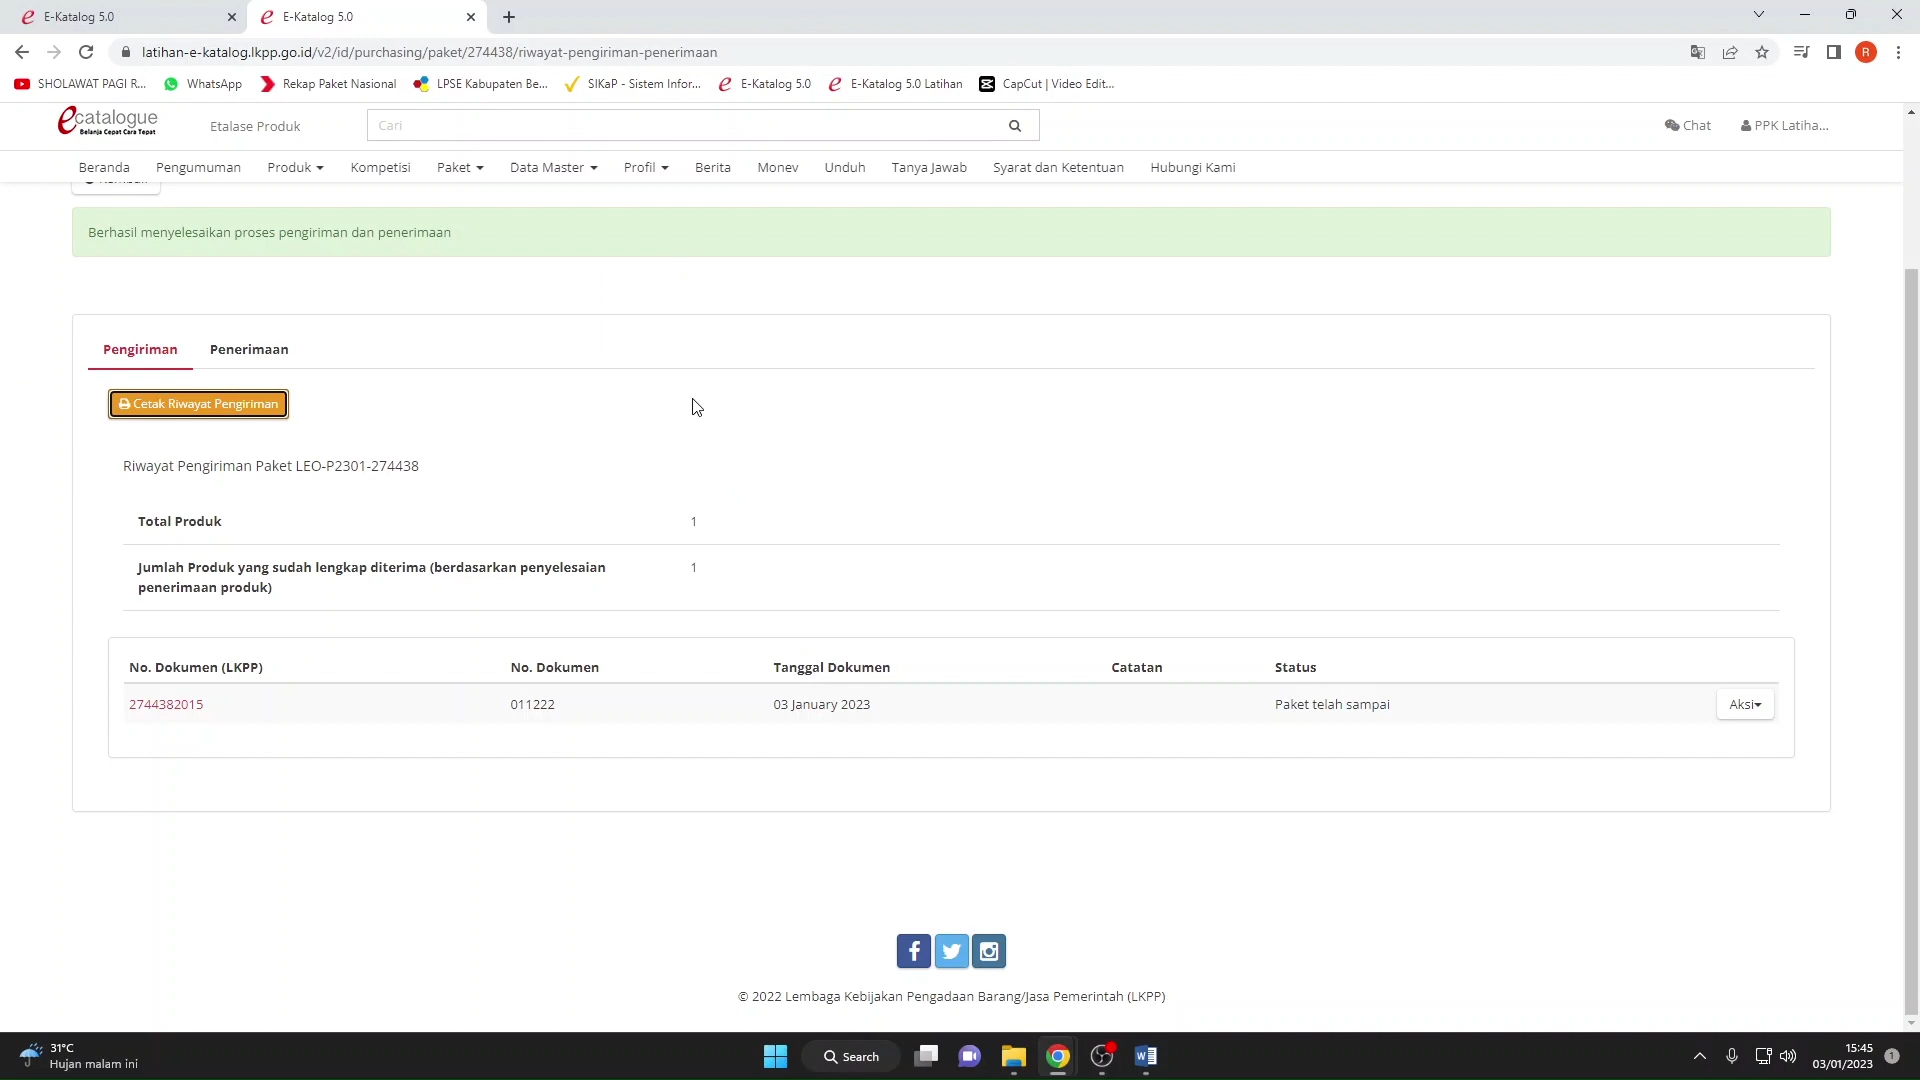 E-Katalog 5.0
E-Katalog 5.0
latihan-e-katalog.lkpp.go.id/v2/id/purchasing/paket/274438/riwayat-pengiriman-penerimaan
R
SHOLAWAT PAGI R...
WhatsApp
Rekap Paket Nasional
LPSE Kabupaten Be...
SIKaP - Sistem Infor...
E-Katalog 5.0
E-Katalog 5.0 Latihan
CapCut | Video Edit...
ecatalogue
Belanja Cepat Cara Tepat
Etalase Produk
Cari
Chat
PPK Latiha...
Beranda
Pengumuman
Produk
Kompetisi
Paket
Data Master
Profil
Berita
Monev
Unduh
Tanya Jawab
Syarat dan Ketentuan
Hubungi Kami
Berhasil menyelesaikan proses pengiriman dan penerimaan
Pengiriman
Penerimaan
Cetak Riwayat Pengiriman
Riwayat Pengiriman Paket LEO-P2301-274438
Total Produk 1
Jumlah Produk yang sudah lengkap diterima (berdasarkan penyelesaian 1
penerimaan produk)
No. Dokumen (LKPP) No. Dokumen Tanggal Dokumen Catatan Status
2744382015 011222 03 January 2023 Paket telah sampai Aksi
© 2022 Lembaga Kebijakan Pengadaan Barang/Jasa Pemerintah (LKPP)
31°C
Hujan malam ini
Search
15:45
03/01/2023
1